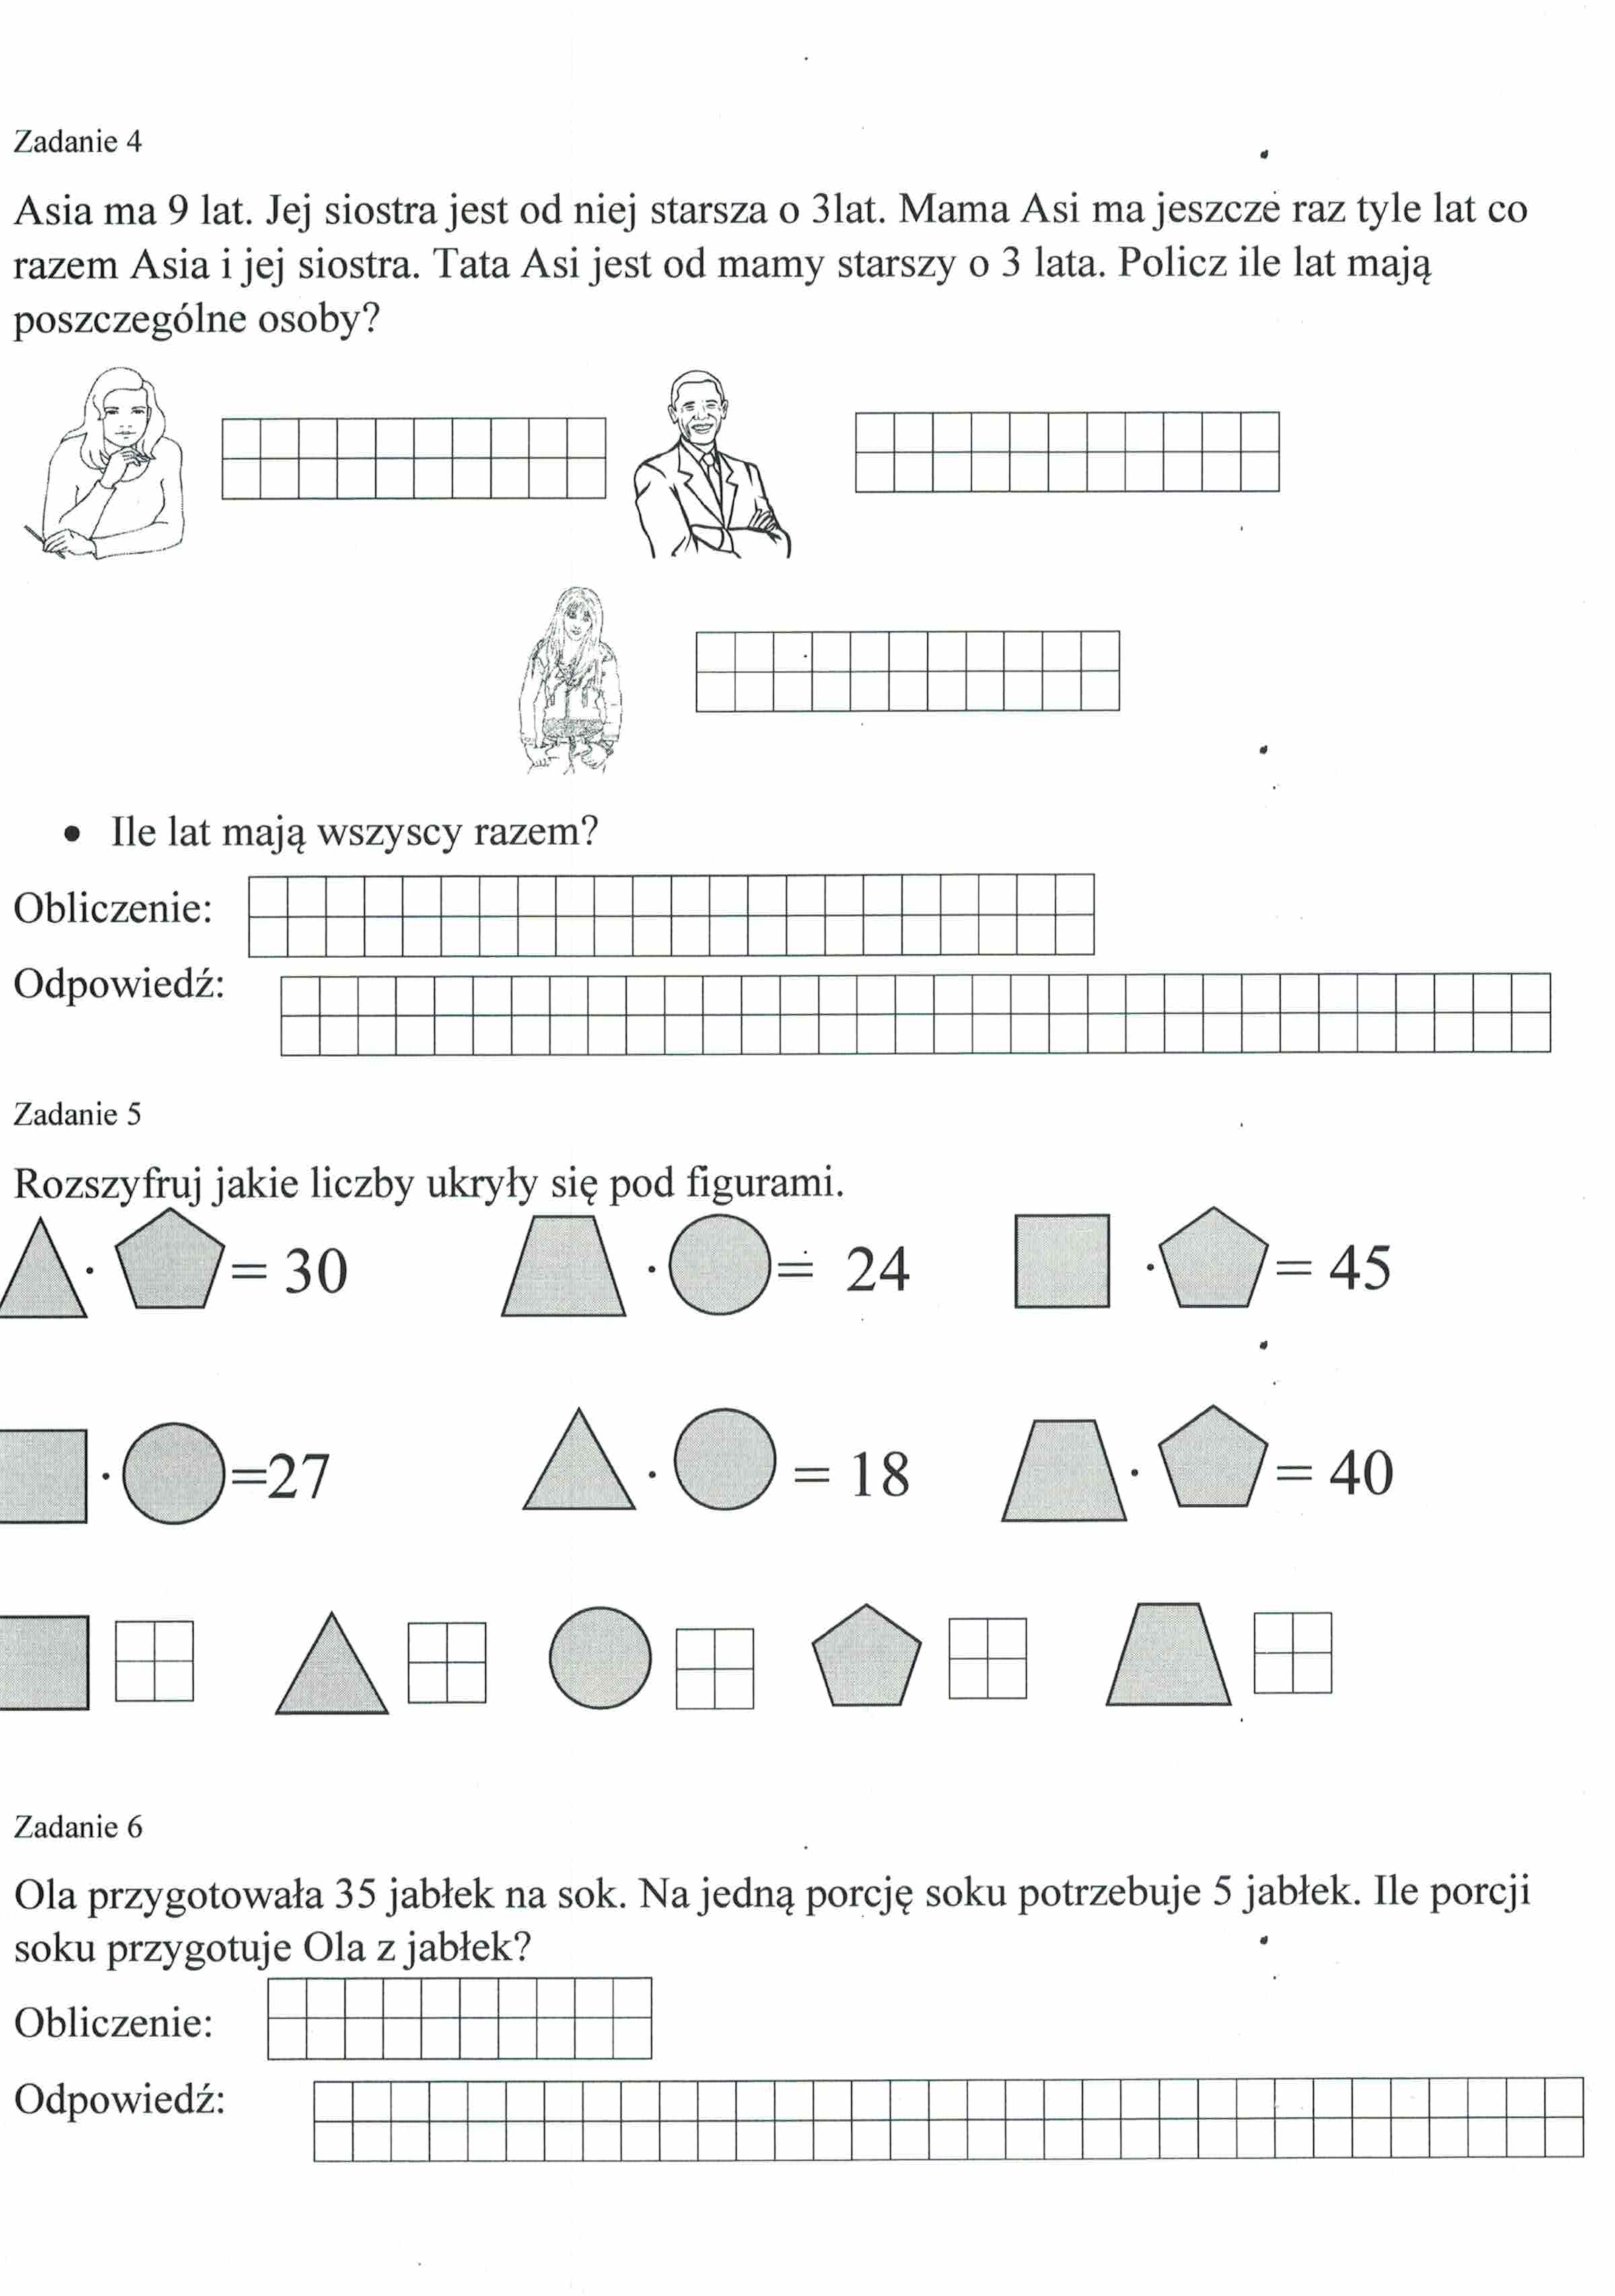 Zadanie 4
Asia ma 9 lat. Jej siostra jest od niej starsza o 3lat. Mama Asi ma jeszcze raz tyle lat co
razem Asia i jej siostra. Tata Asi jest od mamy starszy o 3 lata. Policz ile lat mają
poszczególne osoby?
• Ile lat mają wszyscy razem?
Obliczenie:
Odpowiedź:
Zadanie 5
Rozszyfruj jakie liczby ukryły się pod figurami.
· = 30 · = 24 · = 45
· =27 · = 18 · = 40
Zadanie 6
Ola przygotowała 35 jabłek na sok. Na jedną porcję soku potrzebuje 5 jabłek. Ile porcji
soku przygotuje Ola z jabłek?
Obliczenie:
Odpowiedź: